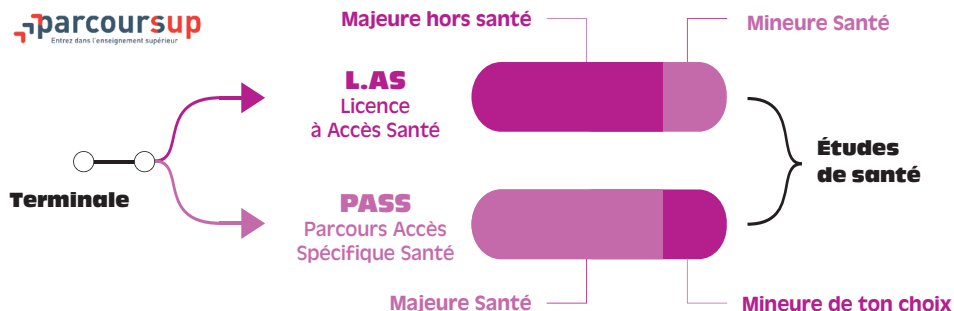 parcoursup
Entrez dans l'enseignement supérieur
Majeure hors santé
Mineure Santé
L.AS
Licence
à Accès Santé
Terminale
Études
de santé
PASS
Parcours Accès
Spécifique Santé
Majeure Santé
Mineure de ton choix